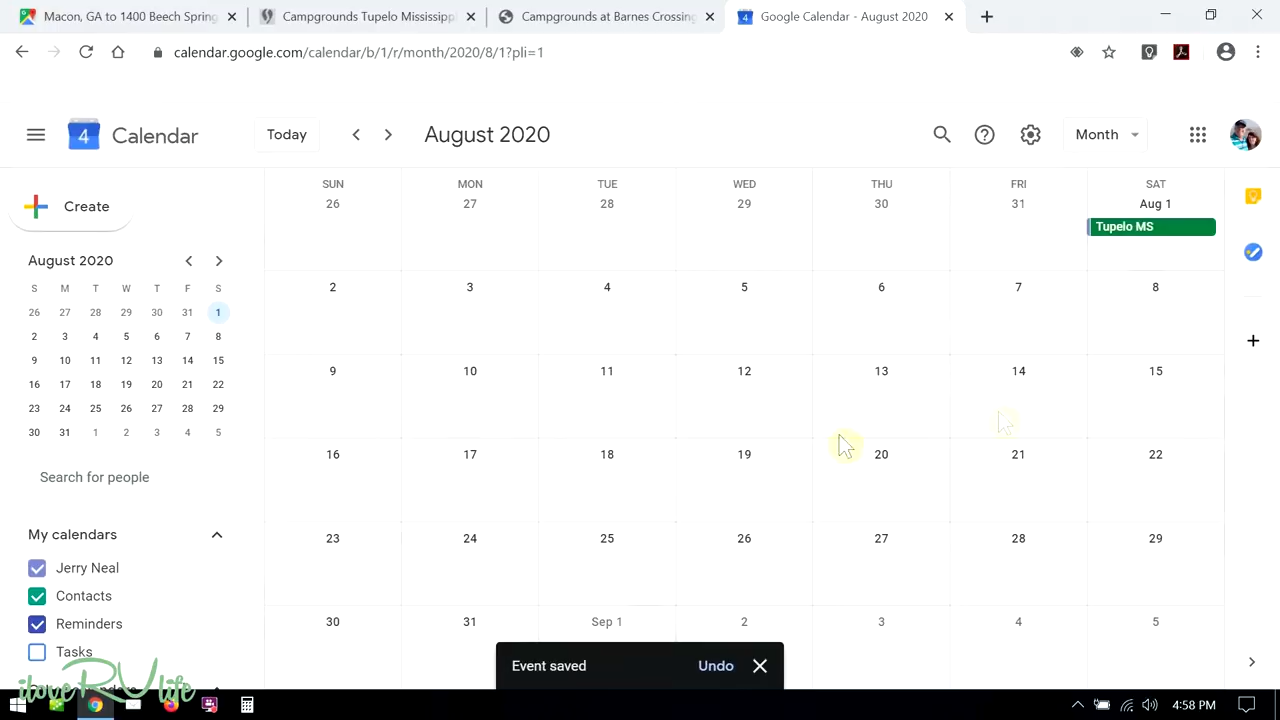 Macon, GA to 1400 Beech Spring
Campgrounds Tupelo Mississipp
Campgrounds at Barnes Crossing
4 Google Calendar - August 2020
calendar.google.com/calendar/b/1/r/month/2020/8/1?pli=1
4 Calendar Today August 2020 Month
Create
SUN MON TUE WED THU FRI SAT
26 27 28 29 30 31 Aug 1
Tupelo MS
2 3 4 5 6 7 8
9 10 11 12 13 14 15
16 17 18 19 20 21 22
23 24 25 26 27 28 29
30 31 Sep 1 2 3 4 5
August 2020
S M T W T F S
26 27 28 29 30 31 1
2 3 4 5 6 7 8
9 10 11 12 13 14 15
16 17 18 19 20 21 22
23 24 25 26 27 28 29
30 31 1 2 3 4 5
Search for people
My calendars
Jerry Neal
Contacts
Reminders
Tasks
iloveRVlife
Event saved Undo
4:58 PM